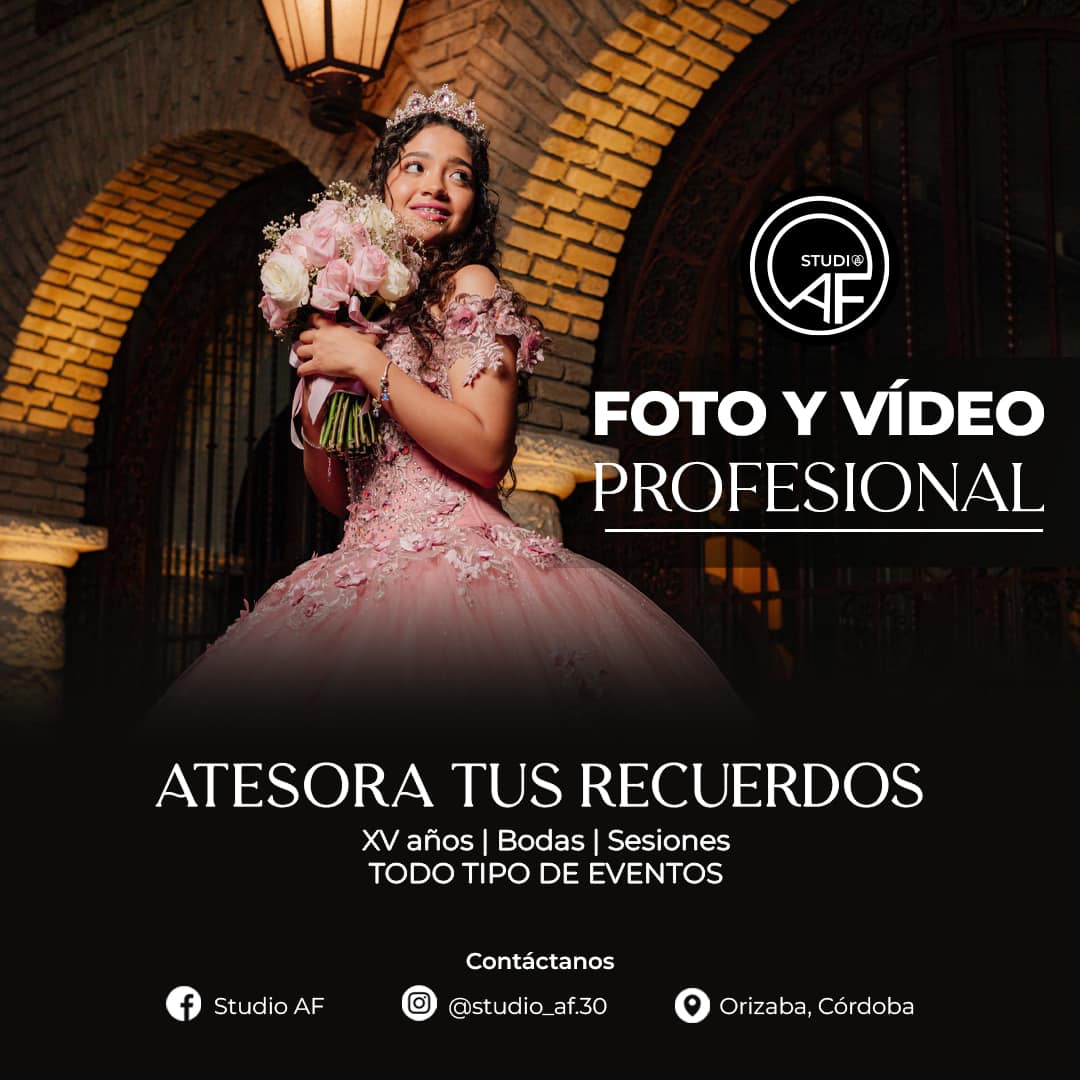 STUDI@
AF
FOTO Y VÍDEO
PROFESIONAL
ATESORA TUS RECUERDOS
XV años | Bodas | Sesiones
TODO TIPO DE EVENTOS
Contáctanos
Studio AF
@studio_af.30
Orizaba, Córdoba